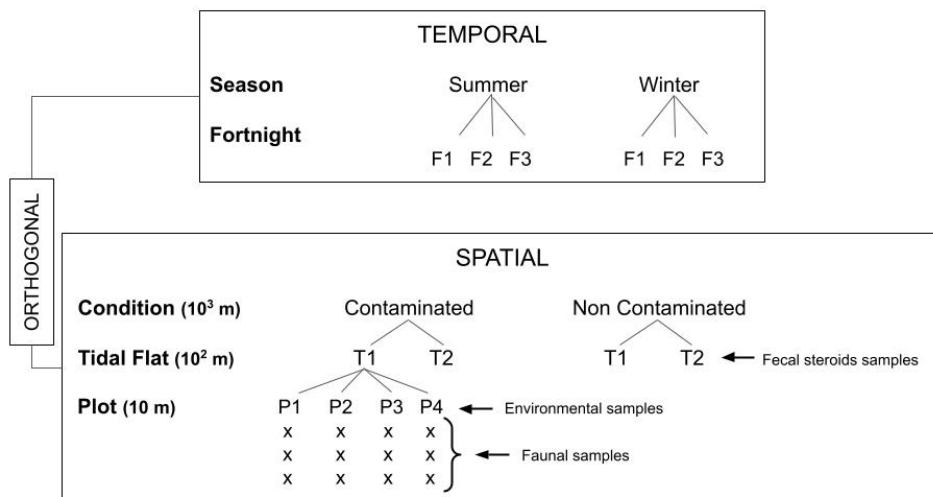 TEMPORAL
Season Summer Winter
Fortnight
F1 F2 F3 F1 F2 F3
ORTHOGONAL
SPATIAL
Condition (10³ m) Contaminated Non Contaminated
Tidal Flat (10² m) T1 T2 T1 T2 Fecal steroids samples
Plot (10 m) P1 P2 P3 P4 Environmental samples
x x x x
x x x x Faunal samples
x x x x